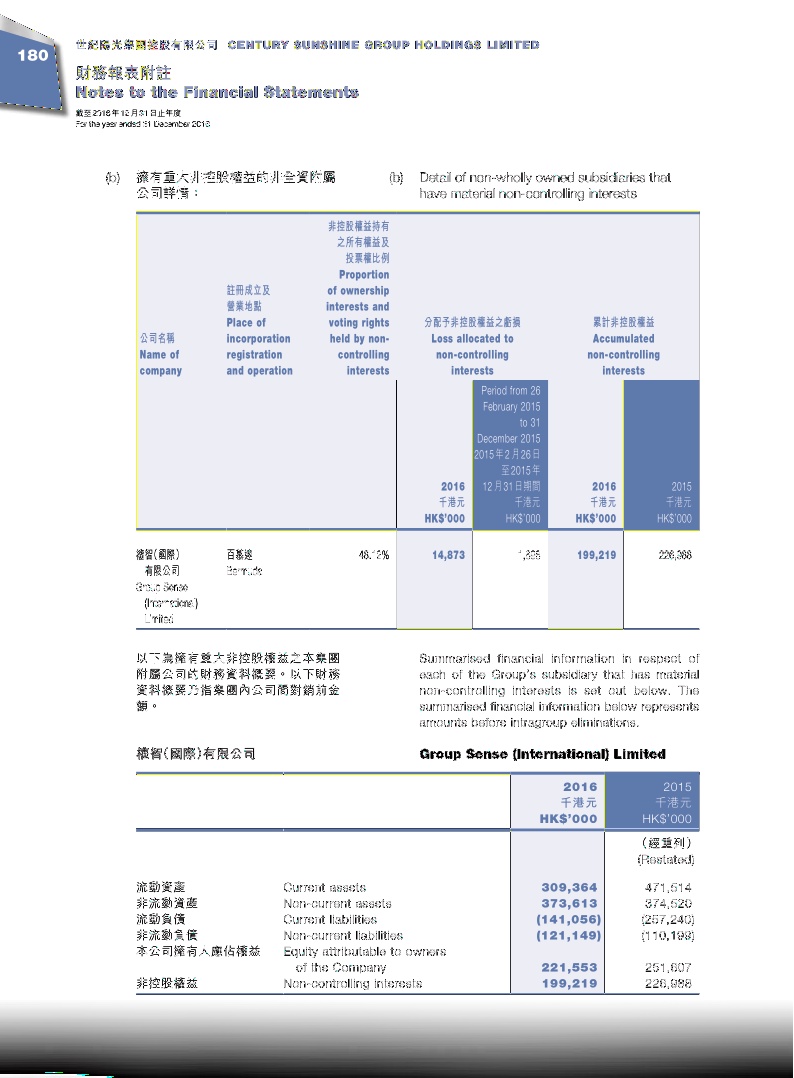 180
世紀陽光集團控股有限公司 CENTURY SUNSHINE GROUP HOLDINGS LIMITED
財務報表附註
Notes to the Financial Statements
截至2016年12月31日止年度
For the year ended 31 December 2016
(b) 擁有重大非控股權益的非全資附屬
公司詳情：
(b) Detail of non-wholly owned subsidiaries that
have material non-controlling interests
公司名稱
Name of
company
註冊成立及
營業地點
Place of
incorporation
registration
and operation
非控股權益持有
之所有權益及
投票權比例
Proportion
of ownership
interests and
voting rights
held by non-
controlling
interests
分配予非控股權益之虧損
Loss allocated to
non-controlling
interests
累計非控股權益
Accumulated
non-controlling
interests
2016
千港元
HK$'000
Period from 26
February 2015
to 31
December 2015
2015年2月26日
至2015年
12月31日期間
千港元
HK$'000
2016
千港元
HK$'000
2015
千港元
HK$'000
權智(國際)
有限公司
Group Sense
(International)
Limited
百慕達
Bermuda
14,873
199,219
226,988
以下為擁有重大非控股權益之本集團
附屬公司的財務資料概要。以下財務
資料概要乃指集團內公司間對銷前金
額。
Summarised financial information in respect of
each of the Group's subsidiary that has material
non-controlling interests is set out below. The
summarised financial information below represents
amounts before intragroup eliminations.
權智(國際)有限公司
Group Sense (International) Limited
2016
千港元
HK$'000
2015
千港元
HK$'000
(經重列)
(Restated)
流動資產 Current assets 309,364 471,514
非流動資產 Non-current assets 373,613 374,520
流動負債 Current liabilities (141,056) (257,240)
非流動負債 Non-current liabilities (121,149) (110,199)
本公司擁有人應佔權益 Equity attributable to owners
of the Company 221,553 251,607
非控股權益 Non-controlling interests 199,219 226,988